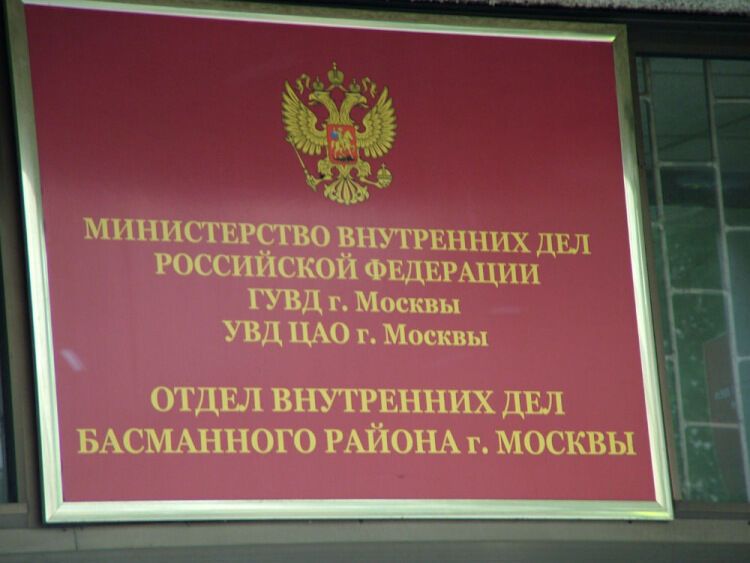 МИНИСТЕРСТВО ВНУТРЕННИХ ДЕЛ
РОССИЙСКОЙ ФЕДЕРАЦИИ
ГУВД г. Москвы
УВД ЦАО г. Москвы
ОТДЕЛ ВНУТРЕННИХ ДЕЛ
БАСМАННОГО РАЙОНА г. МОСКВЫ